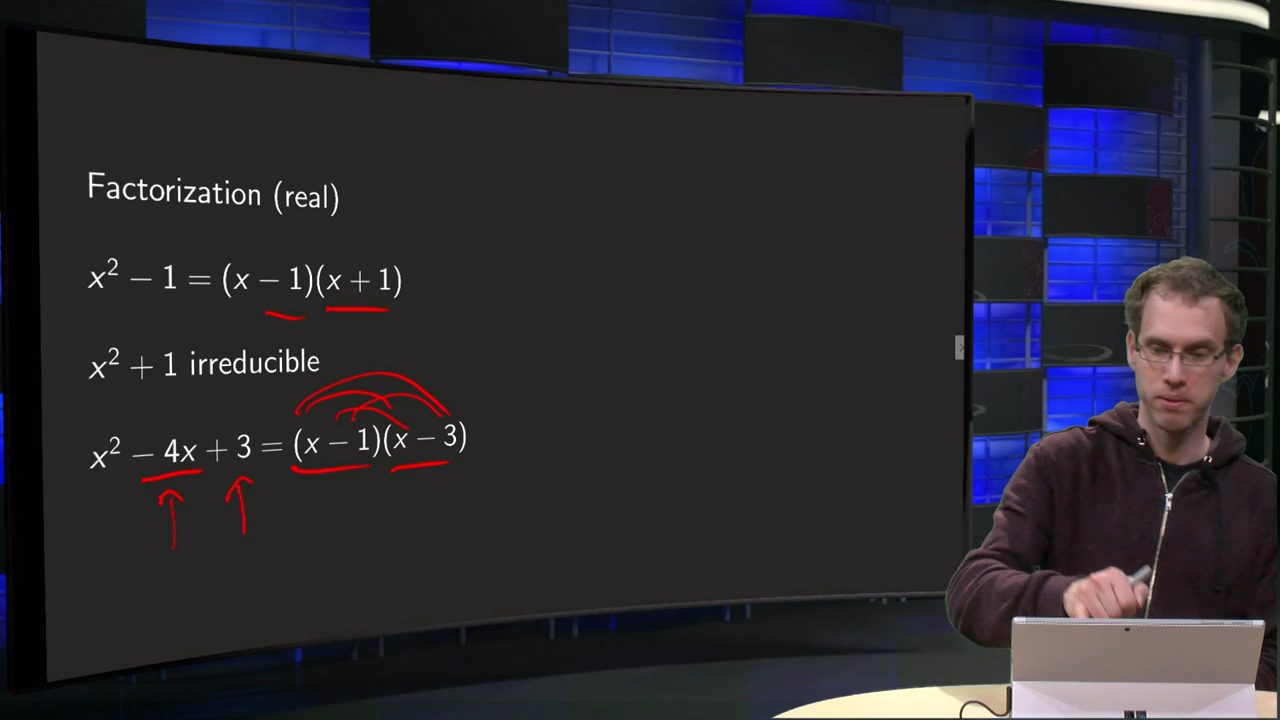 Factorization (real)
x² − 1 = (x − 1)(x + 1)
x² + 1 irreducible
x² − 4x + 3 = (x − 1)(x − 3)